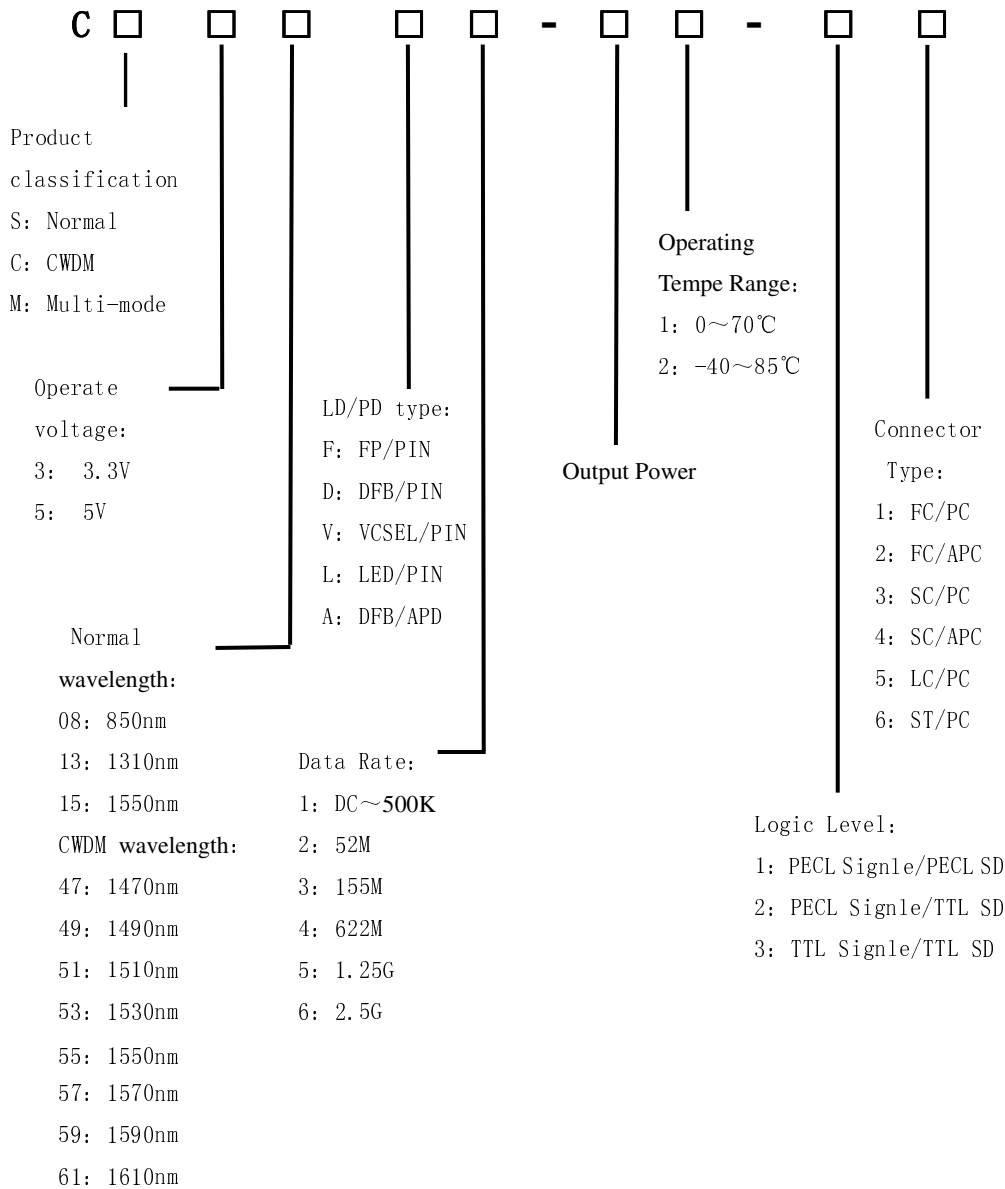 C □ □ □ □ □ - □ □ - □ □
Product
classification
S: Normal
C: CWDM
M: Multi-mode
Operate
voltage:
3: 3.3V
5: 5V
Normal
wavelength:
08: 850nm
13: 1310nm
15: 1550nm
CWDM wavelength:
47: 1470nm
49: 1490nm
51: 1510nm
53: 1530nm
55: 1550nm
57: 1570nm
59: 1590nm
61: 1610nm
LD/PD type:
F: FP/PIN
D: DFB/PIN
V: VCSEL/PIN
L: LED/PIN
A: DFB/APD
Data Rate:
1: DC～500K
2: 52M
3: 155M
4: 622M
5: 1.25G
6: 2.5G
Output Power
Operating
Tempe Range:
1: 0～70℃
2: -40～85℃
Logic Level:
1: PECL Signle/PECL SD
2: PECL Signle/TTL SD
3: TTL Signle/TTL SD
Connector
Type:
1: FC/PC
2: FC/APC
3: SC/PC
4: SC/APC
5: LC/PC
6: ST/PC